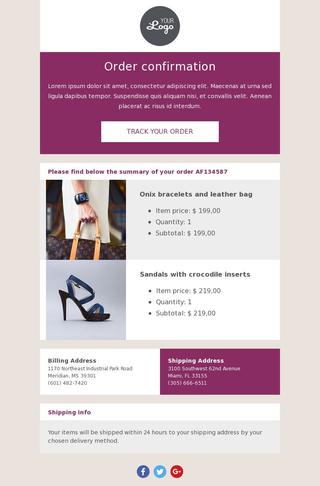 YOUR
Logo
Order confirmation
Lorem ipsum dolor sit amet, consectetur adipiscing elit. Maecenas at urna sed
ligula dapibus tempor. Suspendisse quis aliquam nisi, et convallis velit. Aenean
placerat ac risus id interdum.
TRACK YOUR ORDER
Please find below the summary of your order AF134587
Onix bracelets and leather bag
• Item price: $ 199,00
• Quantity: 1
• Subtotal: $ 199,00
Sandals with crocodile inserts
• Item price: $ 219,00
• Quantity: 1
• Subtotal: $ 219,00
Billing Address
1170 Northeast Industrial Park Road
Meridian, MS 39301
(601) 482-7420
Shipping Address
3100 Southwest 62nd Avenue
Miami, FL 33155
(305) 666-6511
Shipping info
Your items will be shipped within 24 hours to your shipping address by your
chosen delivery method.